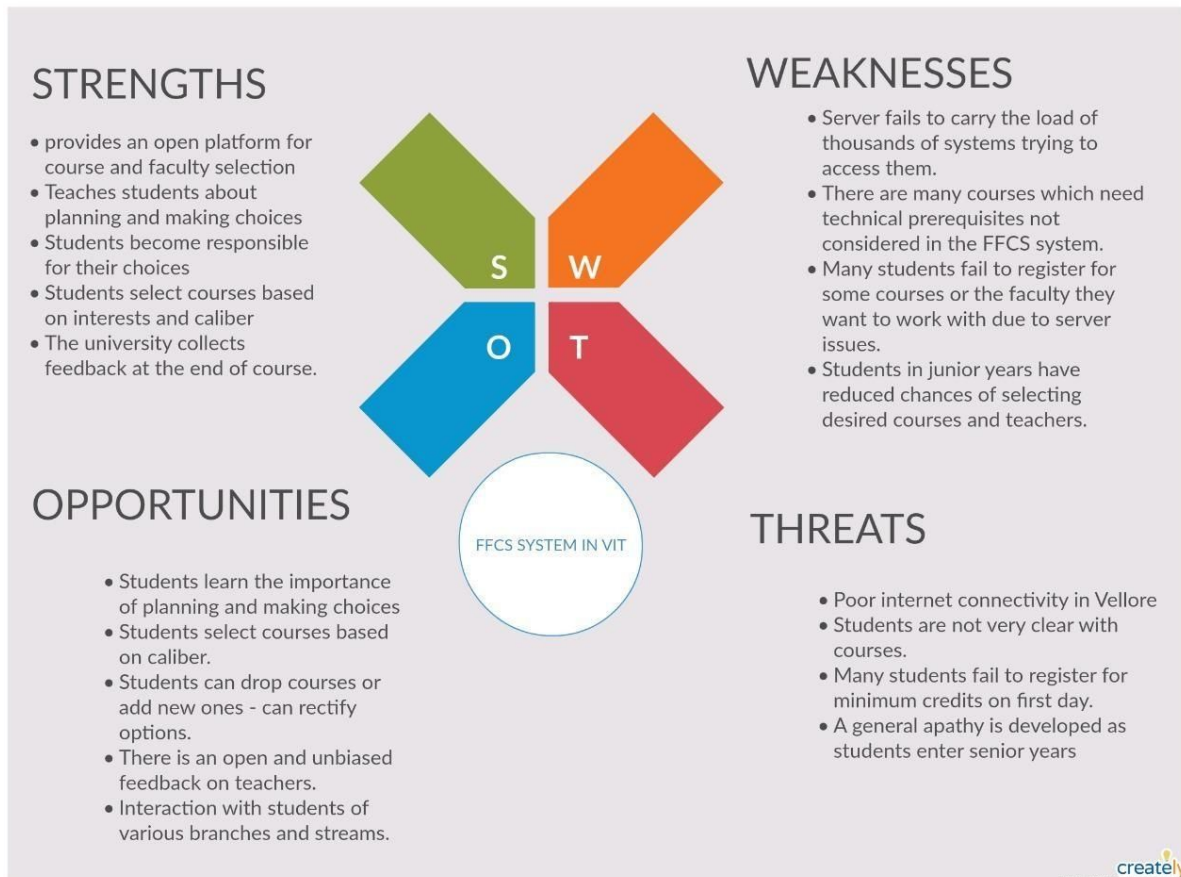 STRENGTHS
• provides an open platform for
course and faculty selection
• Teaches students about
planning and making choices
• Students become responsible
for their choices
• Students select courses based
on interests and caliber
• The university collects
feedback at the end of course.
WEAKNESSES
• Server fails to carry the load of
thousands of systems trying to
access them.
• There are many courses which need
technical prerequisites not
considered in the FFCS system.
• Many students fail to register for
some courses or the faculty they
want to work with due to server
issues.
• Students in junior years have
reduced chances of selecting
desired courses and teachers.
S
W
O
T
FFCS SYSTEM IN VIT
OPPORTUNITIES
• Students learn the importance
of planning and making choices
• Students select courses based
on caliber.
• Students can drop courses or
add new ones - can rectify
options.
• There is an open and unbiased
feedback on teachers.
• Interaction with students of
various branches and streams.
THREATS
• Poor internet connectivity in Vellore
• Students are not very clear with
courses.
• Many students fail to register for
minimum credits on first day.
• A general apathy is developed as
students enter senior years
creately